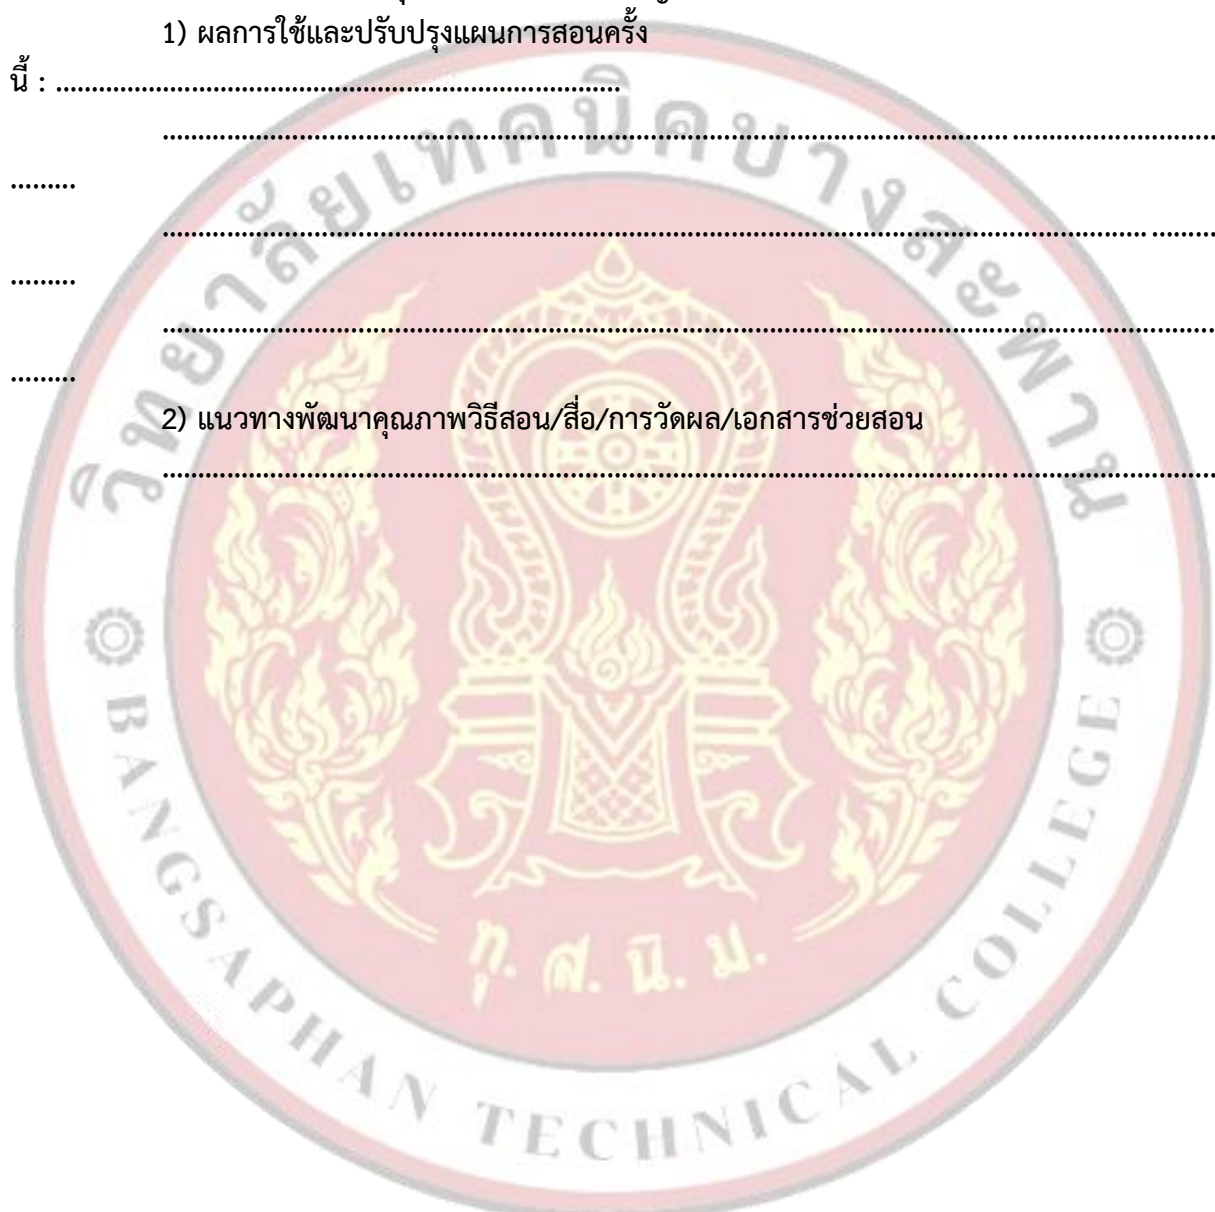 1) ผลการใช้และปรับปรุงแผนการสอนครั้ง
นี้ : ................................................................................
................................................................................................................................................
.........
................................................................................................................................................
.........
................................................................................................................................................
.........
2) แนวทางพัฒนาคุณภาพวิธีสอน/สื่อ/การวัดผล/เอกสารช่วยสอน
................................................................................................................................................
วิทยาลัยเทคนิคบางสะพาน
ทุ. ส. นิ. ม.
BANGSAPHAN TECHNICAL COLLEGE